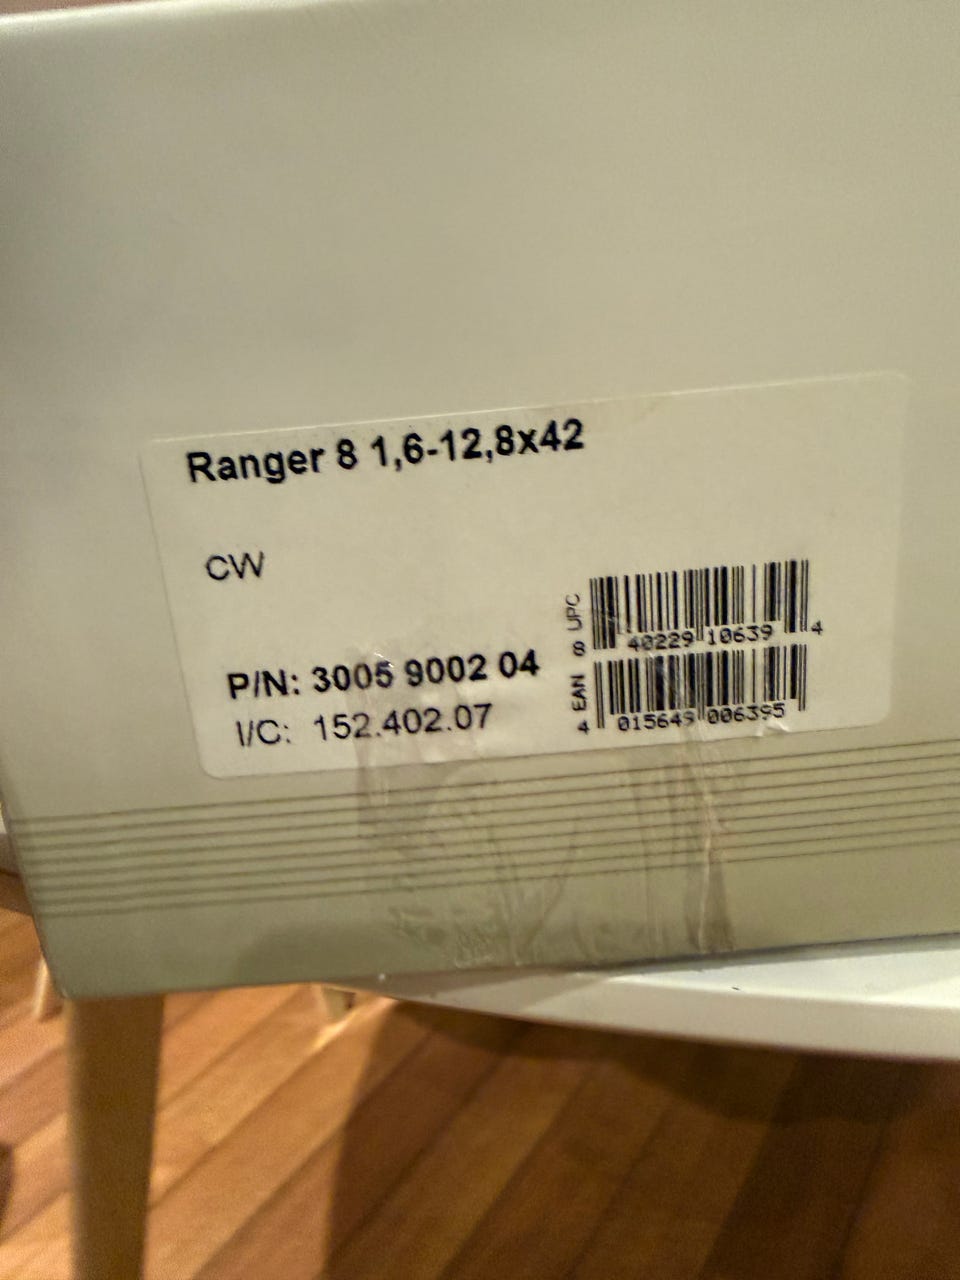 Ranger 8 1,6-12,8x42
CW
P/N: 3005 9002 04
I/C: 152.402.07
UPC
8 40229 10639 4
EAN
4 015649 006395